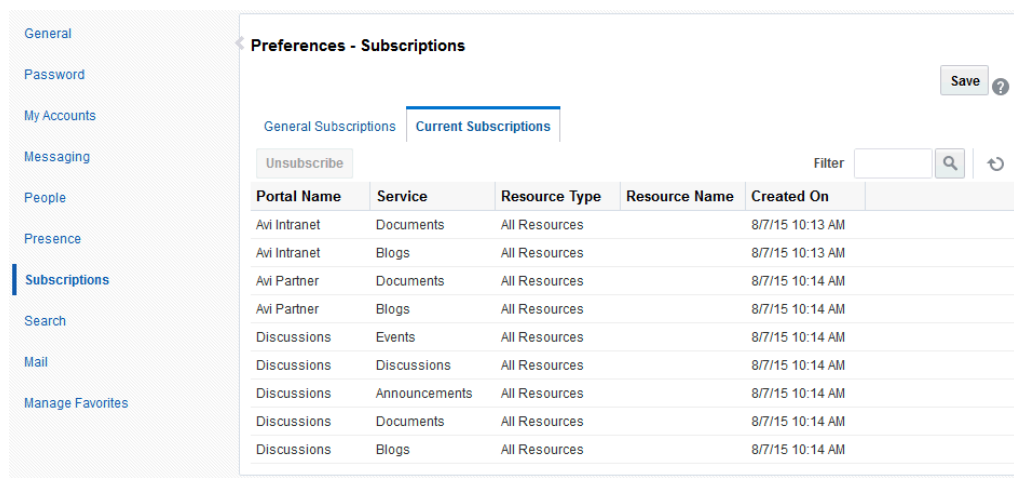 General
Password
My Accounts
Messaging
People
Presence
Subscriptions
Search
Mail
Manage Favorites
Preferences - Subscriptions
Save ?
General Subscriptions Current Subscriptions
Unsubscribe Filter
Portal Name Service Resource Type Resource Name Created On
Avi Intranet Documents All Resources 8/7/15 10:13 AM
Avi Intranet Blogs All Resources 8/7/15 10:13 AM
Avi Partner Documents All Resources 8/7/15 10:14 AM
Avi Partner Blogs All Resources 8/7/15 10:14 AM
Discussions Events All Resources 8/7/15 10:14 AM
Discussions Discussions All Resources 8/7/15 10:14 AM
Discussions Announcements All Resources 8/7/15 10:14 AM
Discussions Documents All Resources 8/7/15 10:14 AM
Discussions Blogs All Resources 8/7/15 10:14 AM